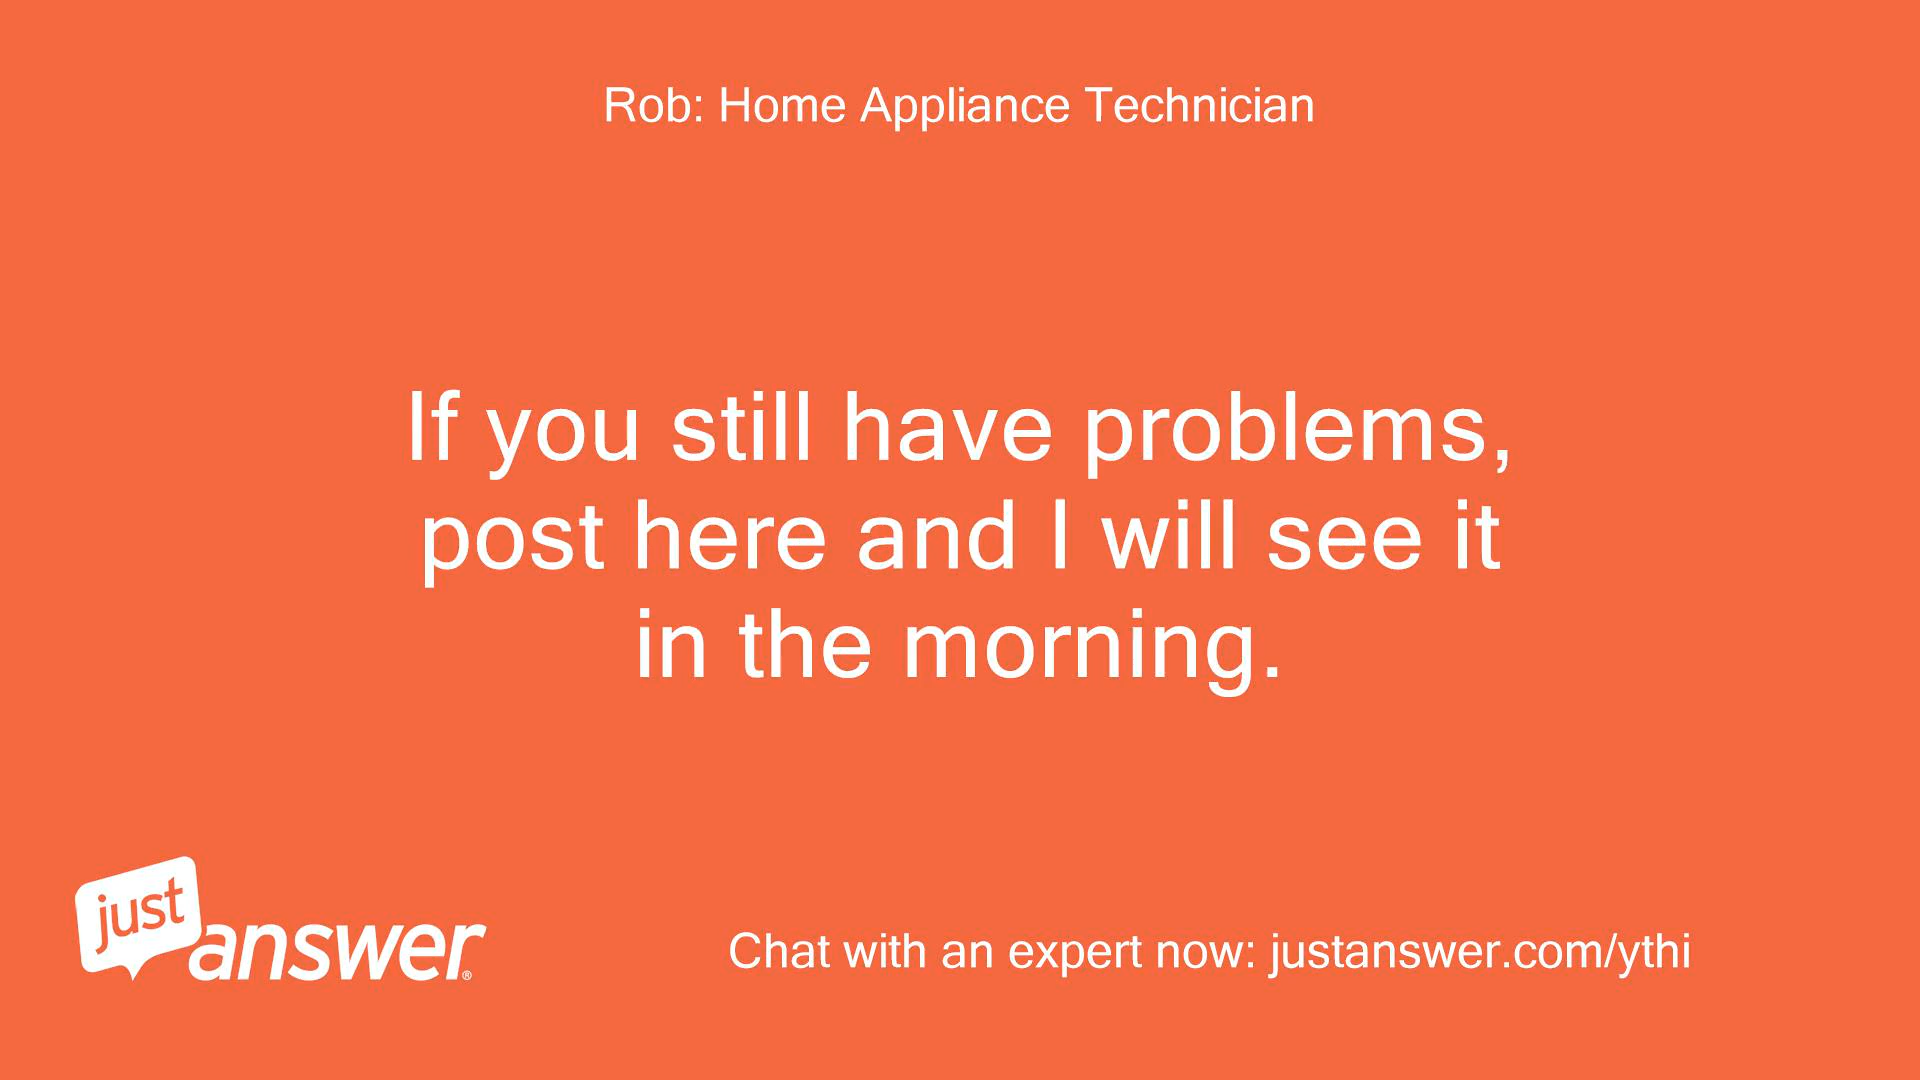 Rob: Home Appliance Technician
If you still have problems,
post here and I will see it
in the morning.
just
answer®
Chat with an expert now: justanswer.com/ythi